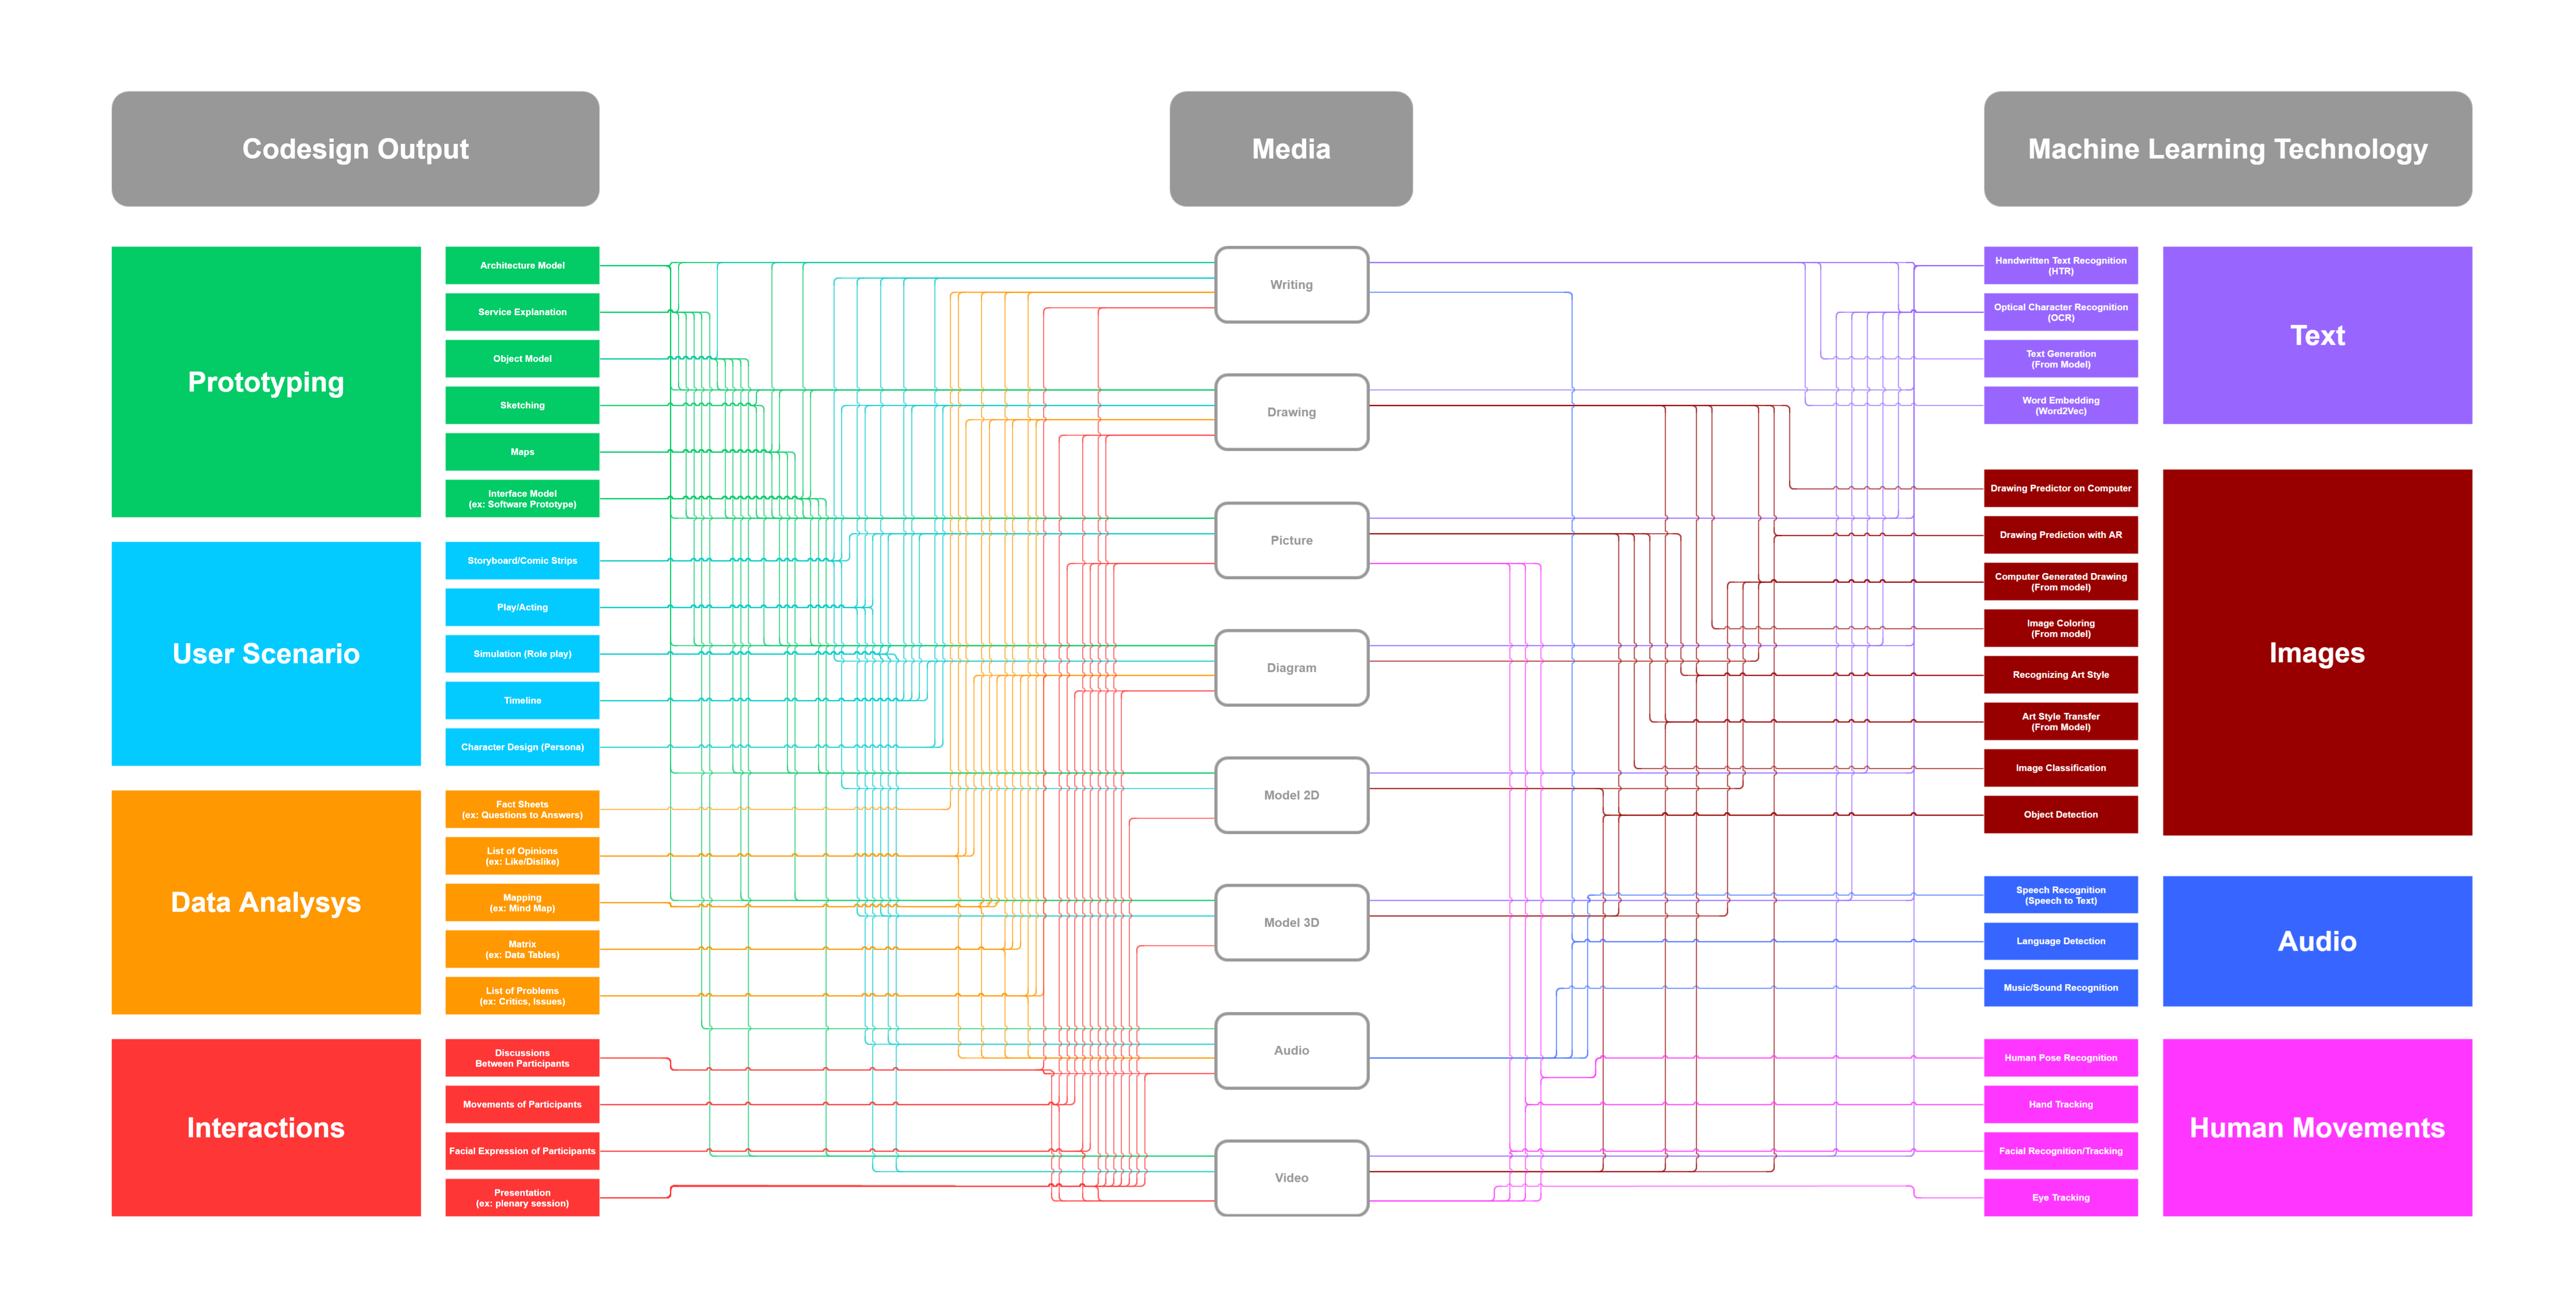 Codesign Output
Media
Machine Learning Technology
Prototyping
Architecture Model
Service Explanation
Object Model
Sketching
Maps
Interface Model
(ex: Software Prototype)
User Scenario
Storyboard/Comic Strips
Play/Acting
Simulation (Role play)
Timeline
Character Design (Persona)
Data Analysys
Fact Sheets
(ex: Questions to Answers)
List of Opinions
(ex: Like/Dislike)
Mapping
(ex: Mind Map)
Matrix
(ex: Data Tables)
List of Problems
(ex: Critics, Issues)
Interactions
Discussions
Between Participants
Movements of Participants
Facial Expression of Participants
Presentation
(ex: plenary session)
Writing
Drawing
Picture
Diagram
Model 2D
Model 3D
Audio
Video
Handwritten Text Recognition
(HTR)
Optical Character Recognition
(OCR)
Text Generation
(From Model)
Word Embedding
(Word2Vec)
Text
Drawing Predictor on Computer
Drawing Prediction with AR
Computer Generated Drawing
(From model)
Image Coloring
(From model)
Recognizing Art Style
Art Style Transfer
(From Model)
Image Classification
Object Detection
Images
Speech Recognition
(Speech to Text)
Language Detection
Music/Sound Recognition
Audio
Human Pose Recognition
Hand Tracking
Facial Recognition/Tracking
Eye Tracking
Human Movements